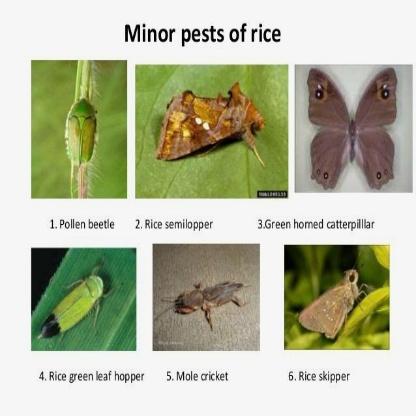 Minor pests of rice
1. Pollen beetle 2. Rice semilopper 3.Green horned catterpilllar
4. Rice green leaf hopper 5. Mole cricket 6. Rice skipper